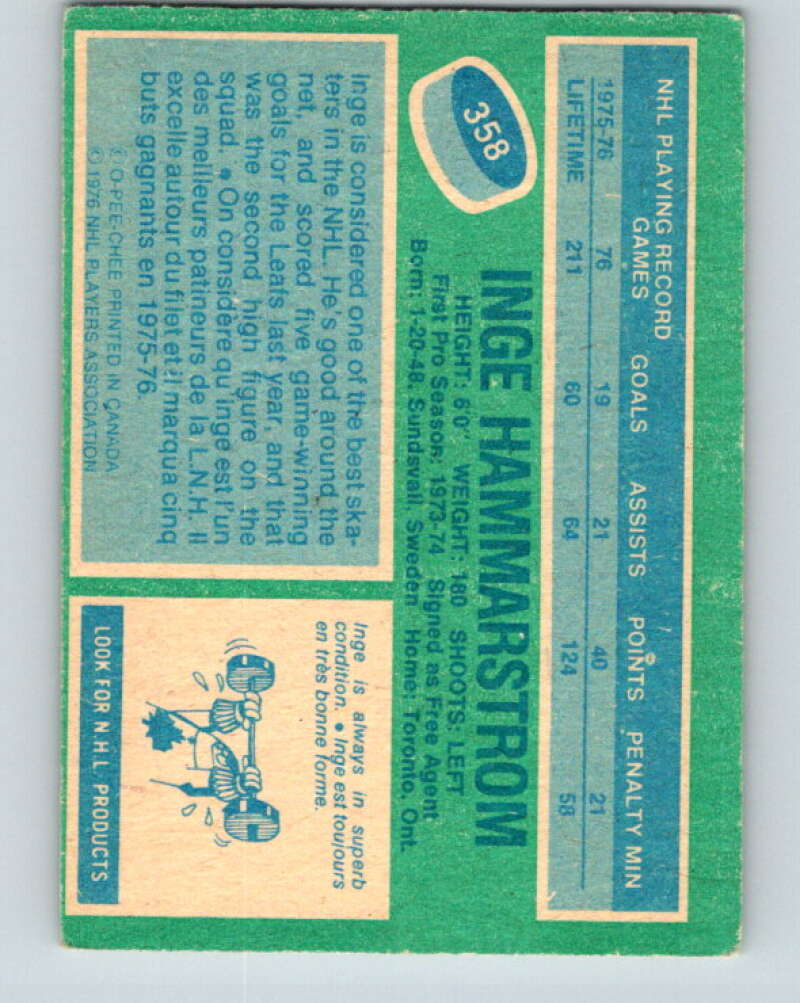 NHL PLAYING RECORD
GAMES GOALS ASSISTS POINTS PENALTY MIN
1975-76 76 19 21 40 21
LIFETIME 211 60 64 124 58
358
INGE HAMMARSTROM
HEIGHT: 6'0" WEIGHT: 180 SHOOTS: LEFT
First Pro Season: 1973-74 Signed as Free Agent
Born: 1-20-48, Sundsvall, Sweden Home: Toronto, Ont.
Inge is considered one of the best ska-
ters in the NHL. He's good around the
net, and scored five game-winning
goals for the Leafs last year, and that
was the second high figure on the
squad. • On considère qu'Inge est l'un
des meilleurs patineurs de la L.N.H. Il
excelle autour du filet et il marqua cinq
buts gagnants en 1975-76.
© O-PEE-CHEE PRINTED IN CANADA
© 1976 NHL PLAYERS ASSOCIATION
Inge is always in superb
condition. • Inge est toujours
en très bonne forme.
LOOK FOR N.H.L. PRODUCTS